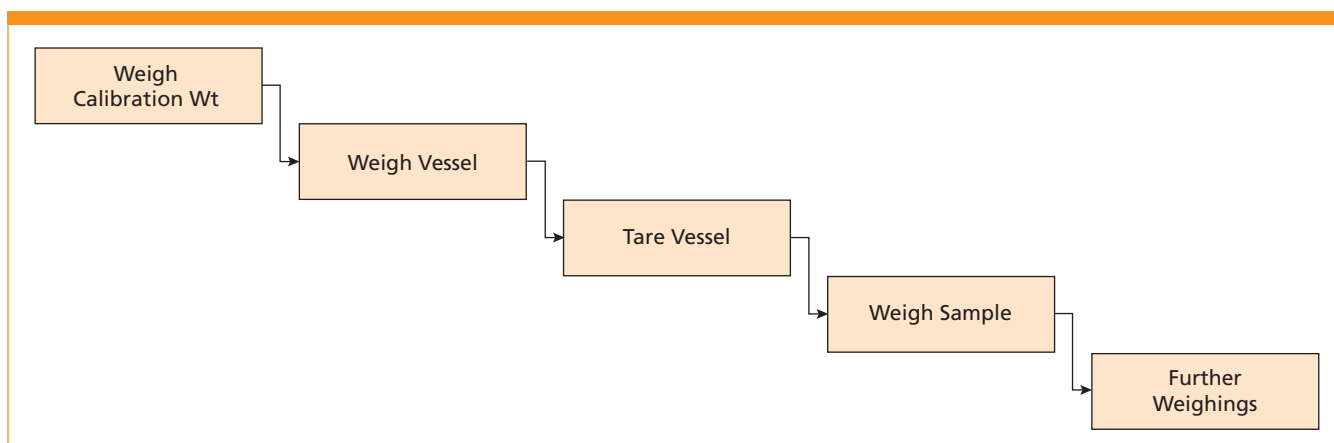 Weigh
Calibration Wt
Weigh Vessel
Tare Vessel
Weigh Sample
Further
Weighings